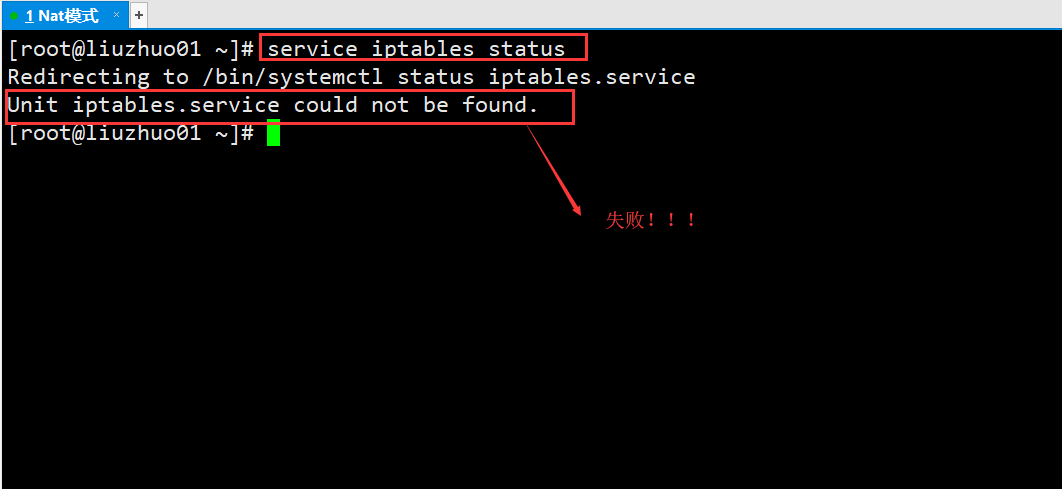 1 Nat模式 × +
[root@liuzhuo01 ~]# service iptables status
Redirecting to /bin/systemctl status iptables.service
Unit iptables.service could not be found.
[root@liuzhuo01 ~]#
失败！！！